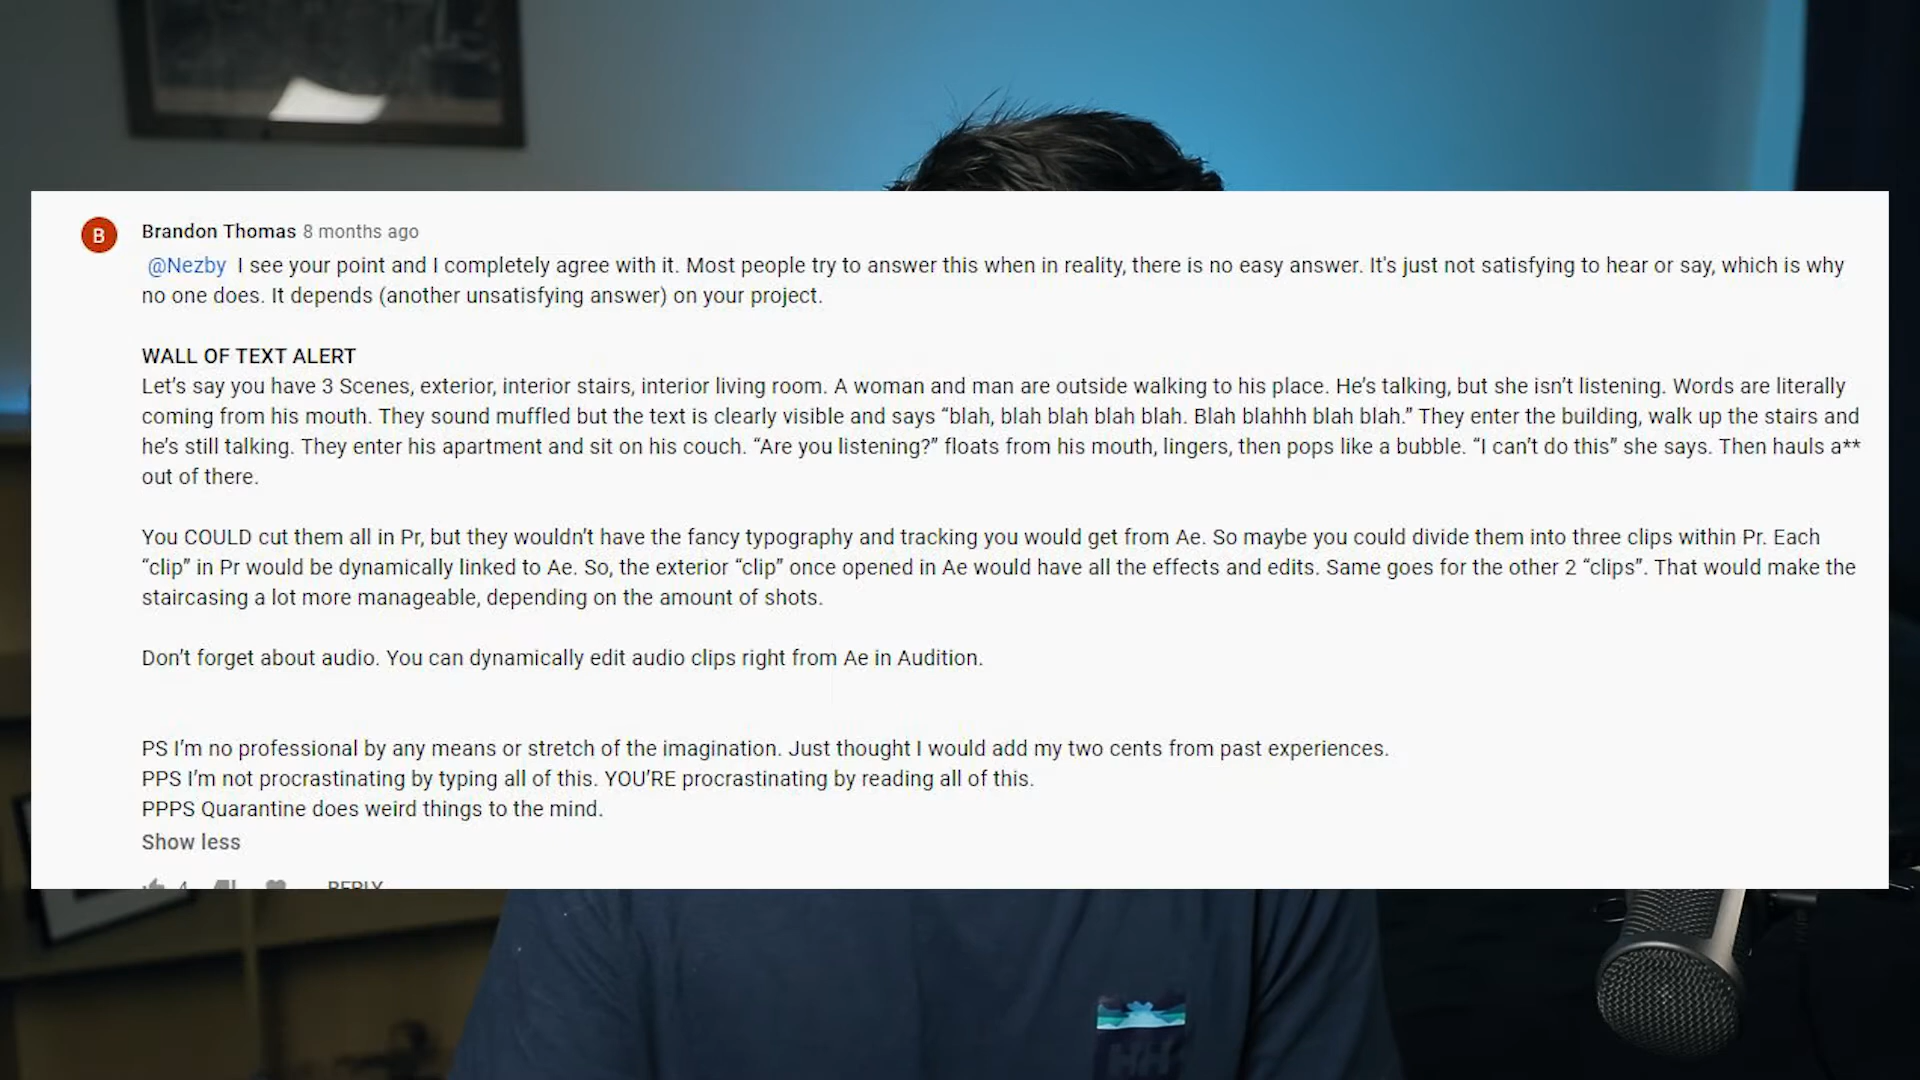 B
Brandon Thomas 8 months ago
@Nezby I see your point and I completely agree with it. Most people try to answer this when in reality, there is no easy answer. It's just not satisfying to hear or say, which is why
no one does. It depends (another unsatisfying answer) on your project.
WALL OF TEXT ALERT
Let’s say you have 3 Scenes, exterior, interior stairs, interior living room. A woman and man are outside walking to his place. He’s talking, but she isn’t listening. Words are literally
coming from his mouth. They sound muffled but the text is clearly visible and says “blah, blah blah blah blah. Blah blahhh blah blah.” They enter the building, walk up the stairs and
he’s still talking. They enter his apartment and sit on his couch. “Are you listening?” floats from his mouth, lingers, then pops like a bubble. “I can’t do this” she says. Then hauls a**
out of there.
You COULD cut them all in Pr, but they wouldn’t have the fancy typography and tracking you would get from Ae. So maybe you could divide them into three clips within Pr. Each
“clip” in Pr would be dynamically linked to Ae. So, the exterior “clip” once opened in Ae would have all the effects and edits. Same goes for the other 2 “clips”. That would make the
staircasing a lot more manageable, depending on the amount of shots.
Don’t forget about audio. You can dynamically edit audio clips right from Ae in Audition.
PS I’m no professional by any means or stretch of the imagination. Just thought I would add my two cents from past experiences.
PPS I’m not procrastinating by typing all of this. YOU’RE procrastinating by reading all of this.
PPPS Quarantine does weird things to the mind.
Show less
4 REPLY
HH